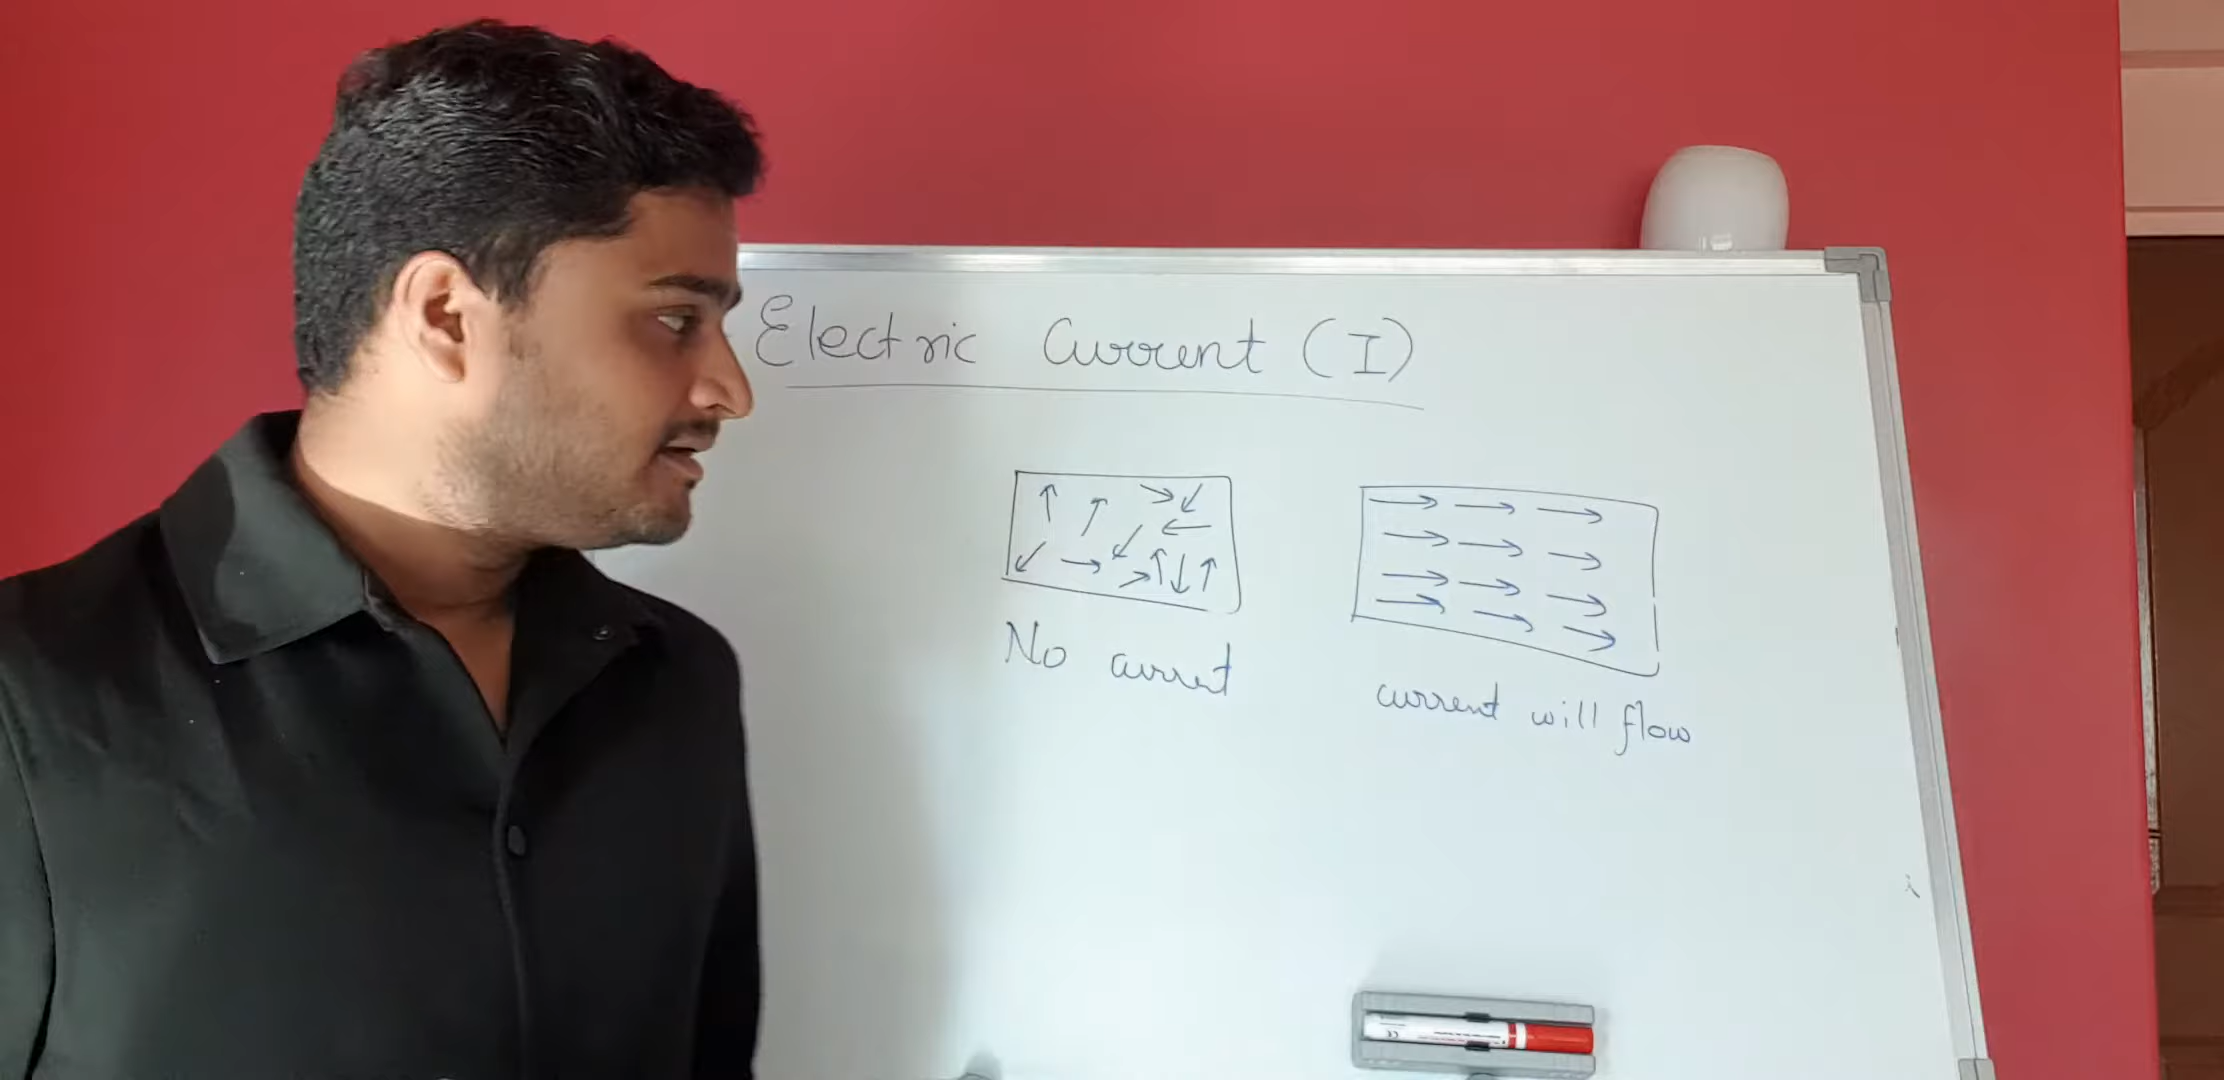 Electric Current (I)
No current
current will flow